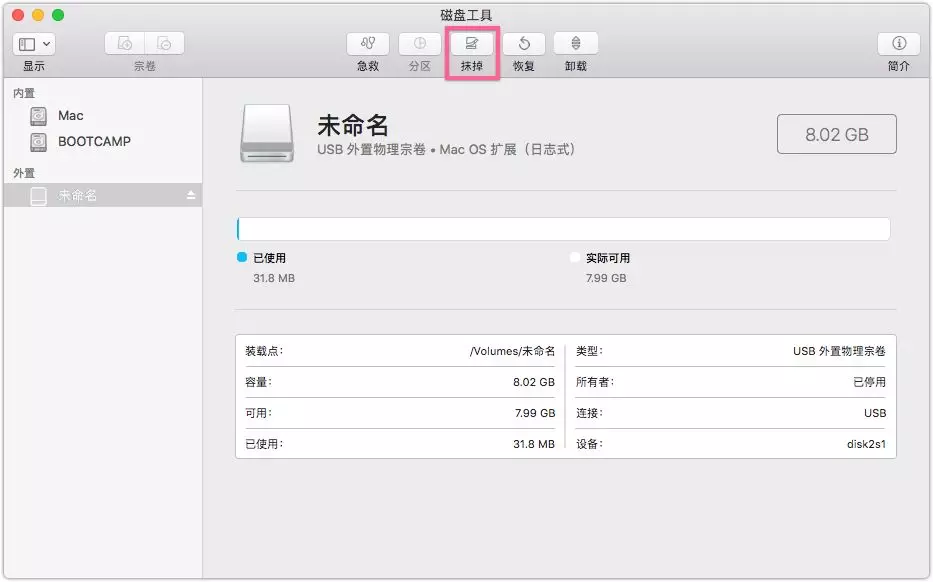 磁盘工具
显示 宗卷 急救 分区 抹掉 恢复 卸载 简介
内置
Mac
BOOTCAMP
外置
未命名
未命名
USB 外置物理宗卷 • Mac OS 扩展（日志式）
8.02 GB
已使用 实际可用
31.8 MB 7.99 GB
装载点： /Volumes/未命名 类型： USB 外置物理宗卷
容量： 8.02 GB 所有者： 已停用
可用： 7.99 GB 连接： USB
已使用： 31.8 MB 设备： disk2s1